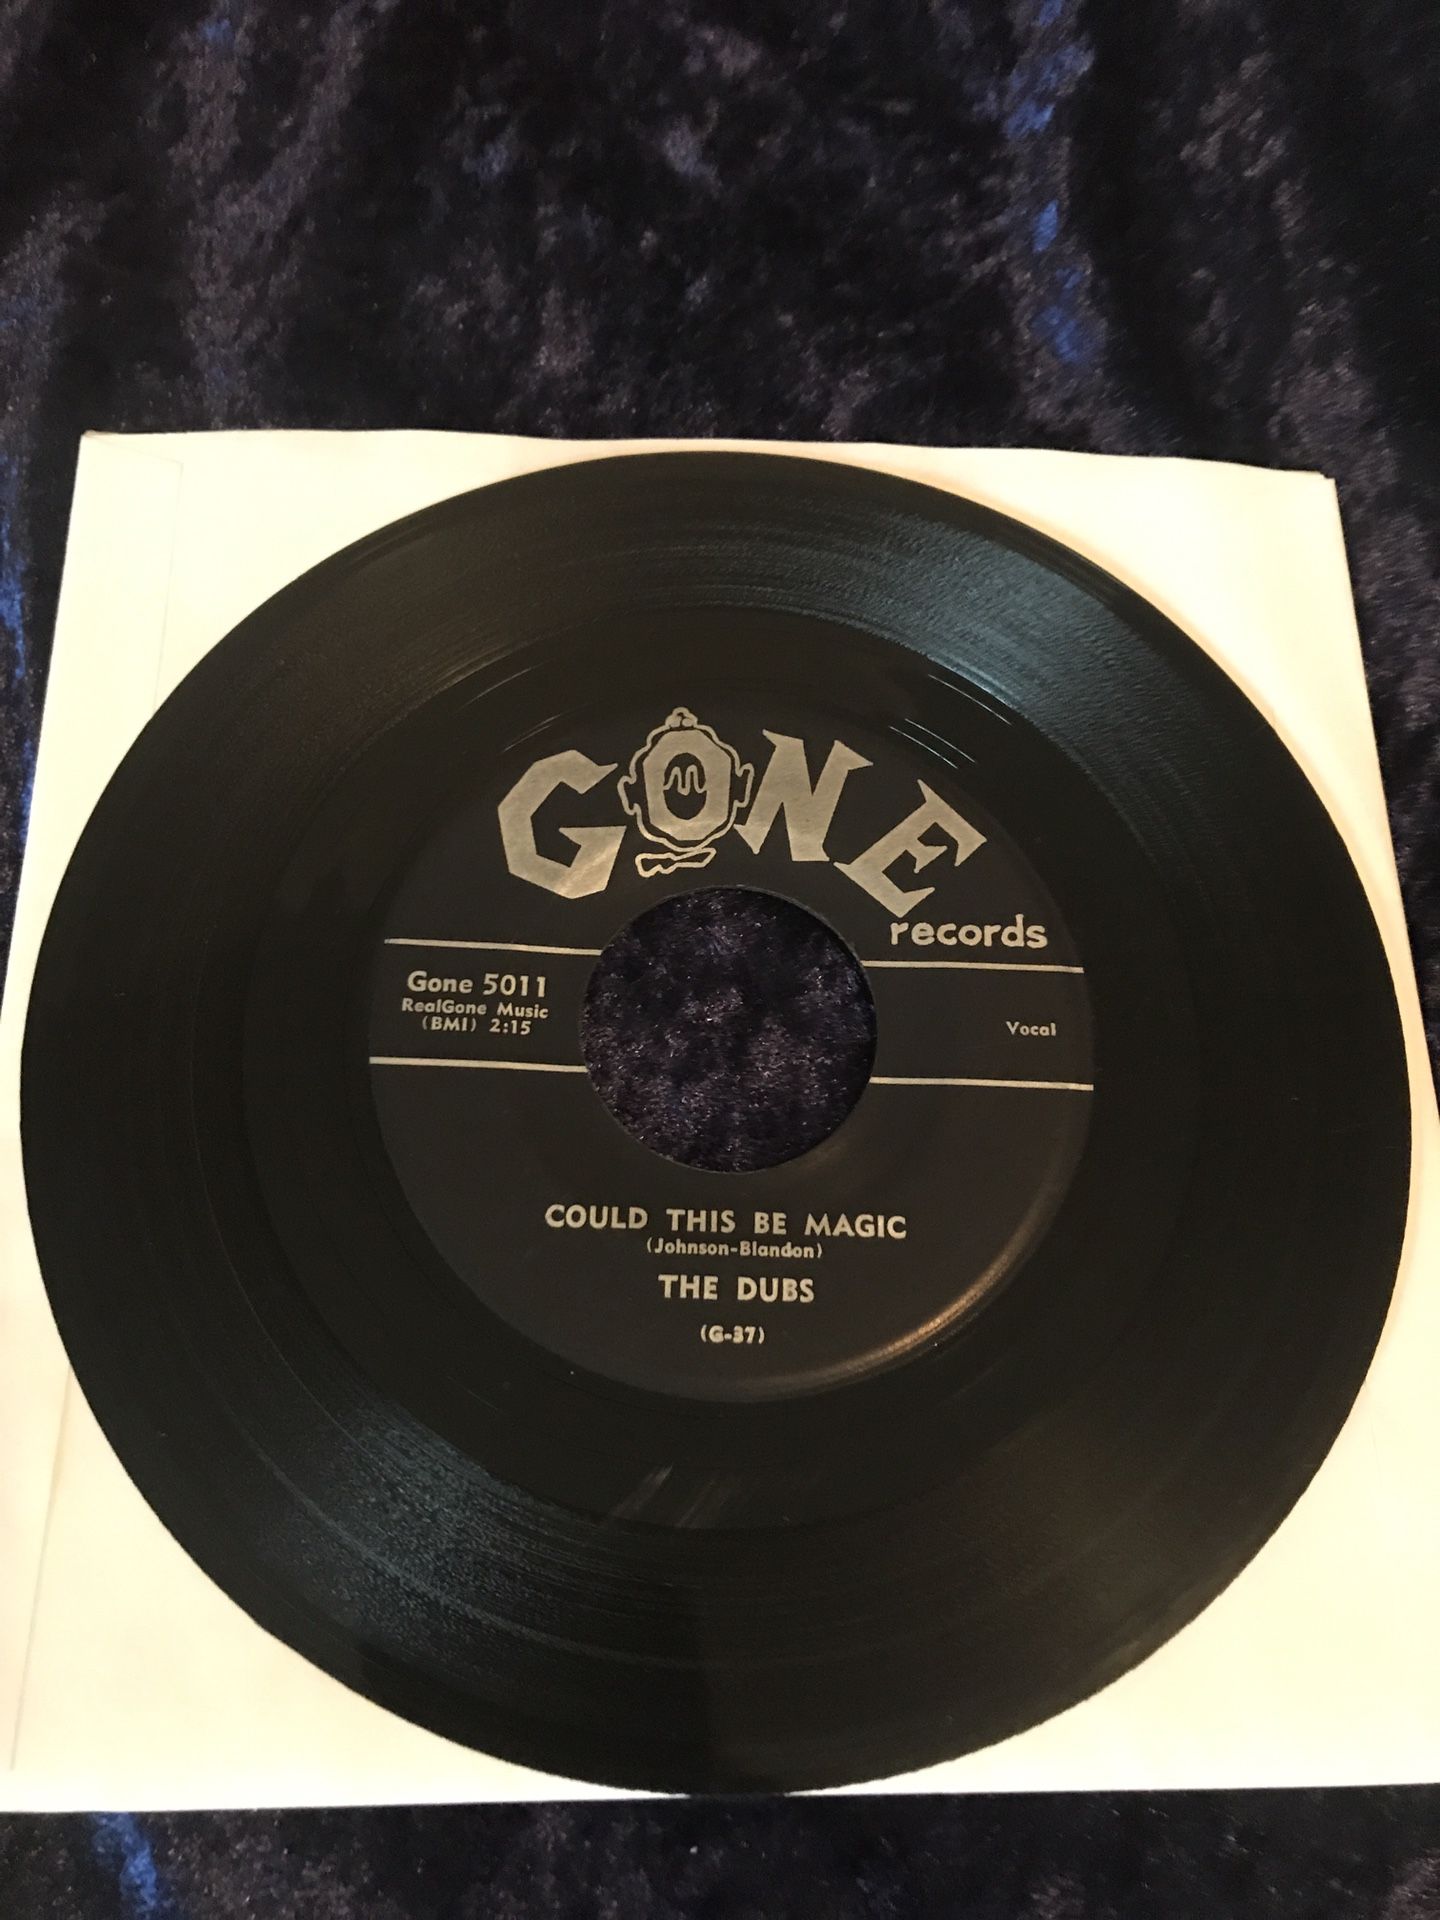 GONE
records
Gone 5011
RealGone Music
(BMI) 2:15
Vocal
COULD THIS BE MAGIC
(Johnson-Blandon)
THE DUBS
(G-37)